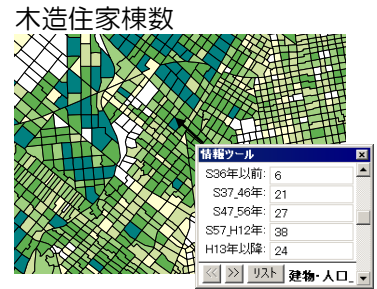 木造住家棟数
情報ツール
S36年以前: 6
S37_46年: 21
S47_56年: 27
S57_H12年: 38
H13年以降: 24
<< >> リスト 建物・人口_